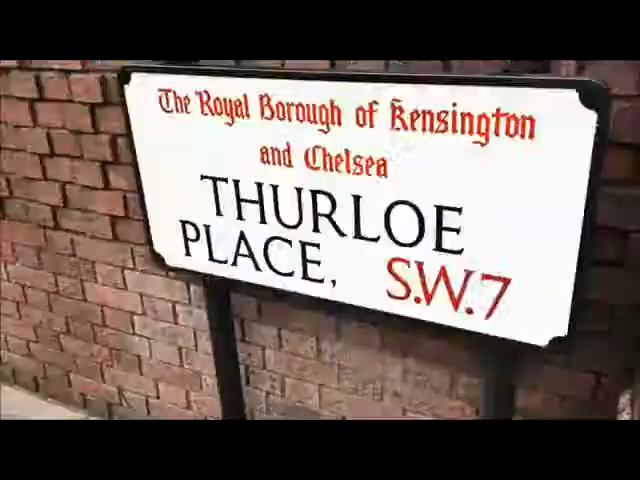 The Royal Borough of Kensington
and Chelsea
THURLOE
PLACE, S.W.7